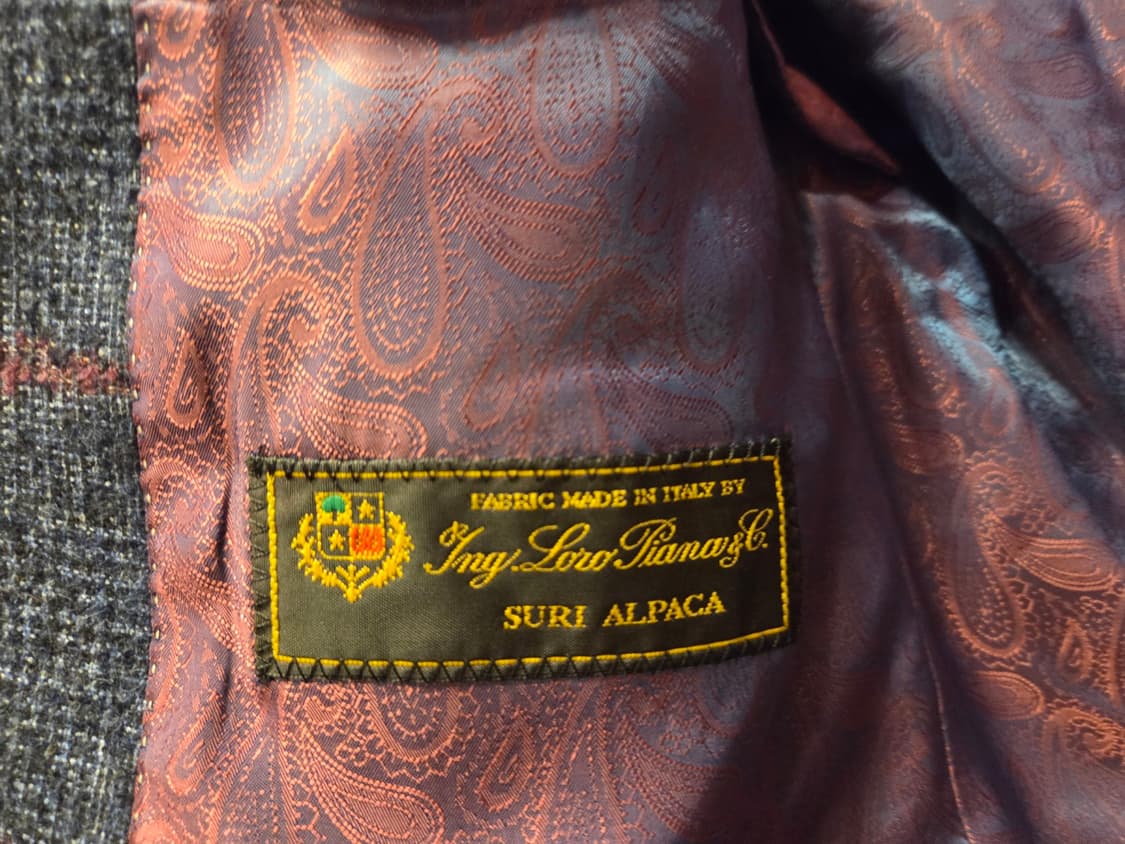 FABRIC MADE IN ITALY BY
Ing. Loro Piana & C.
SURI ALPACA